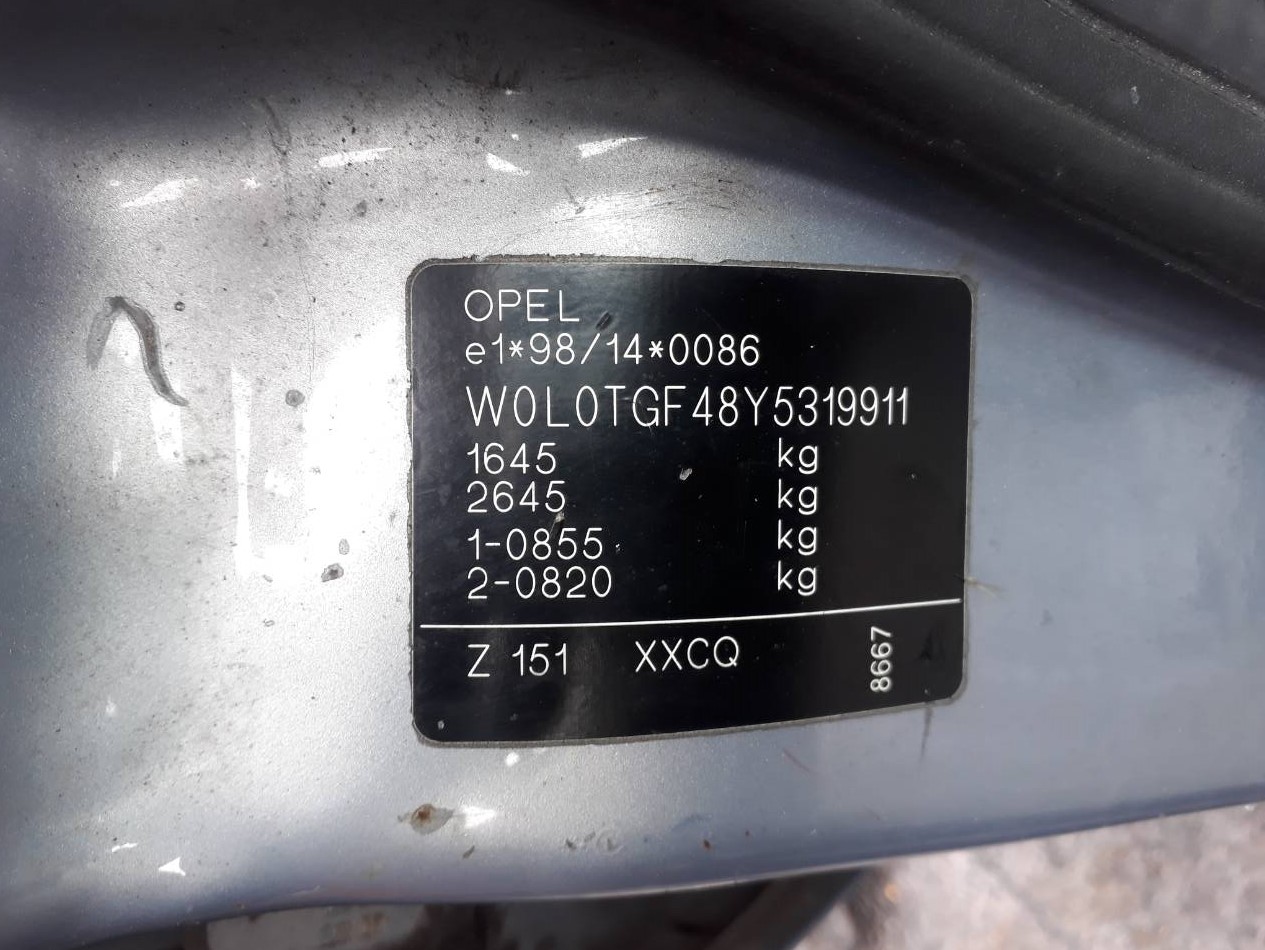 OPEL
e1*98/14*0086
W0L0TGF48Y5319911
1645 kg
2645 kg
1-0855 kg
2-0820 kg
Z 151 XXCQ
8667